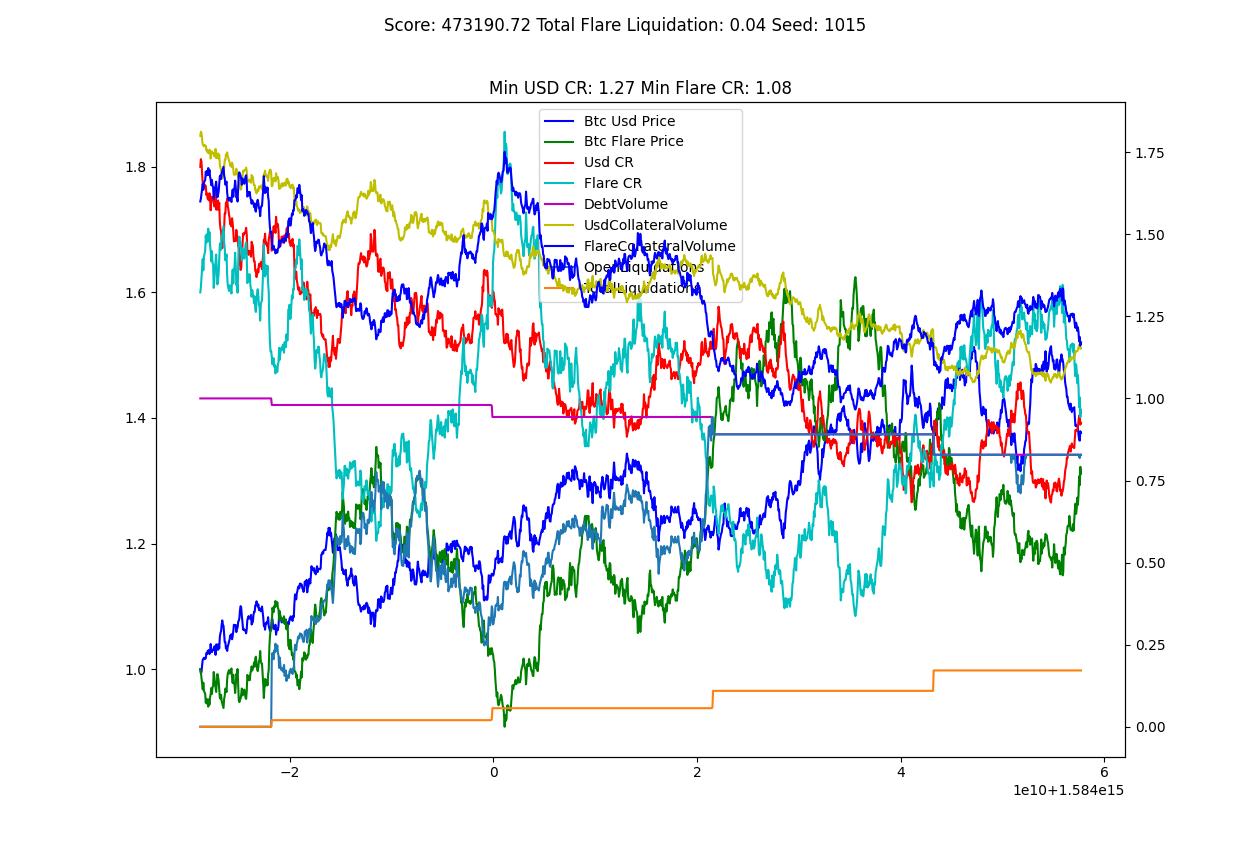 Score: 473190.72 Total Flare Liquidation: 0.04 Seed: 1015
Min USD CR: 1.27 Min Flare CR: 1.08
Btc Usd Price
Btc Flare Price
Usd CR
Flare CR
DebtVolume
UsdCollateralVolume
FlareCollateralVolume
OpenLiquidations
TotalLiquidations
1.8
1.6
1.4
1.2
1.0
1.75
1.50
1.25
1.00
0.75
0.50
0.25
0.00
−2 0 2 4 6
1e10+1.584e15